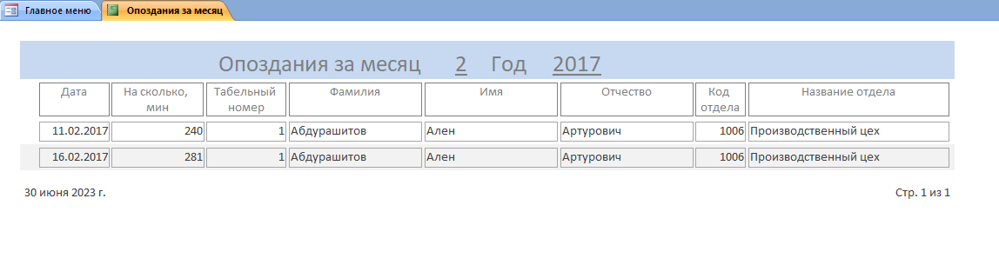 Главное меню Опоздания за месяц
Опоздания за месяц 2 Год 2017
Дата На сколько, мин Табельный номер Фамилия Имя Отчество Код отдела Название отдела
11.02.2017 240 1 Абдурашитов Ален Артурович 1006 Производственный цех
16.02.2017 281 1 Абдурашитов Ален Артурович 1006 Производственный цех
30 июня 2023 г. Стр. 1 из 1